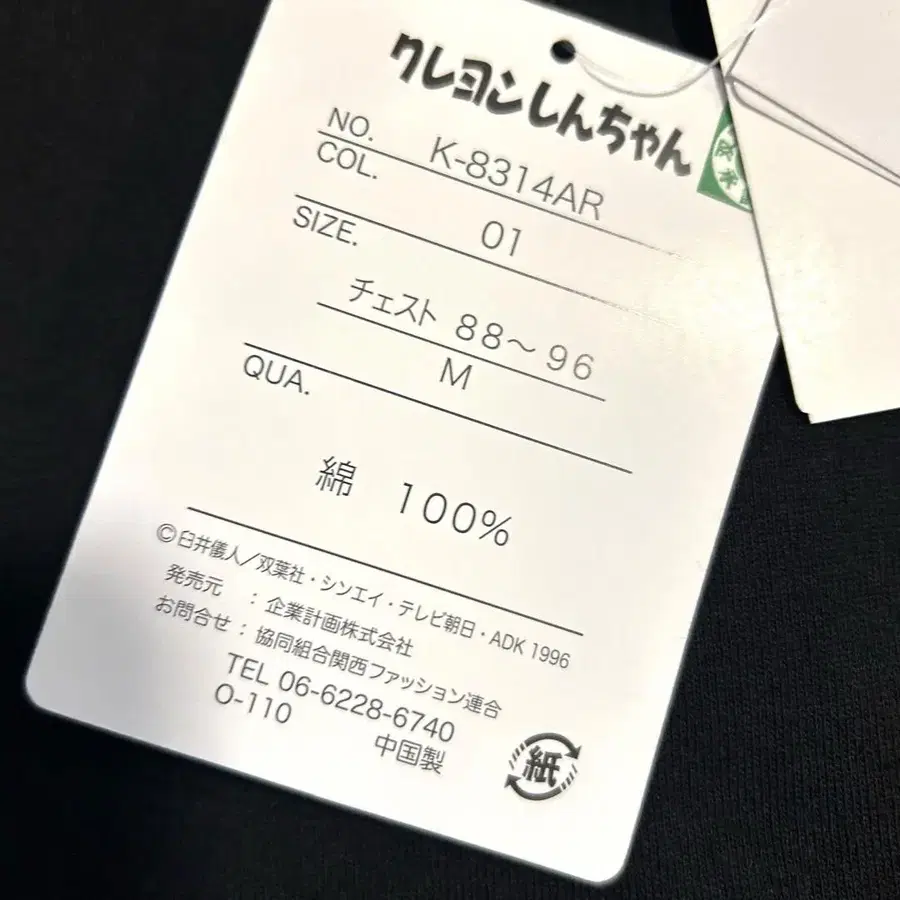 クレヨンしんちゃん
NO. K-8314AR
COL. 01
SIZE.
チェスト 88～96
M
QUA.
綿 100%
©臼井儀人／双葉社・シンエイ・テレビ朝日・ADK 1996
発売元 : 企業計画株式会社
お問合せ : 協同組合関西ファッション連合
TEL 06-6228-6740
O-110
中国製
紙